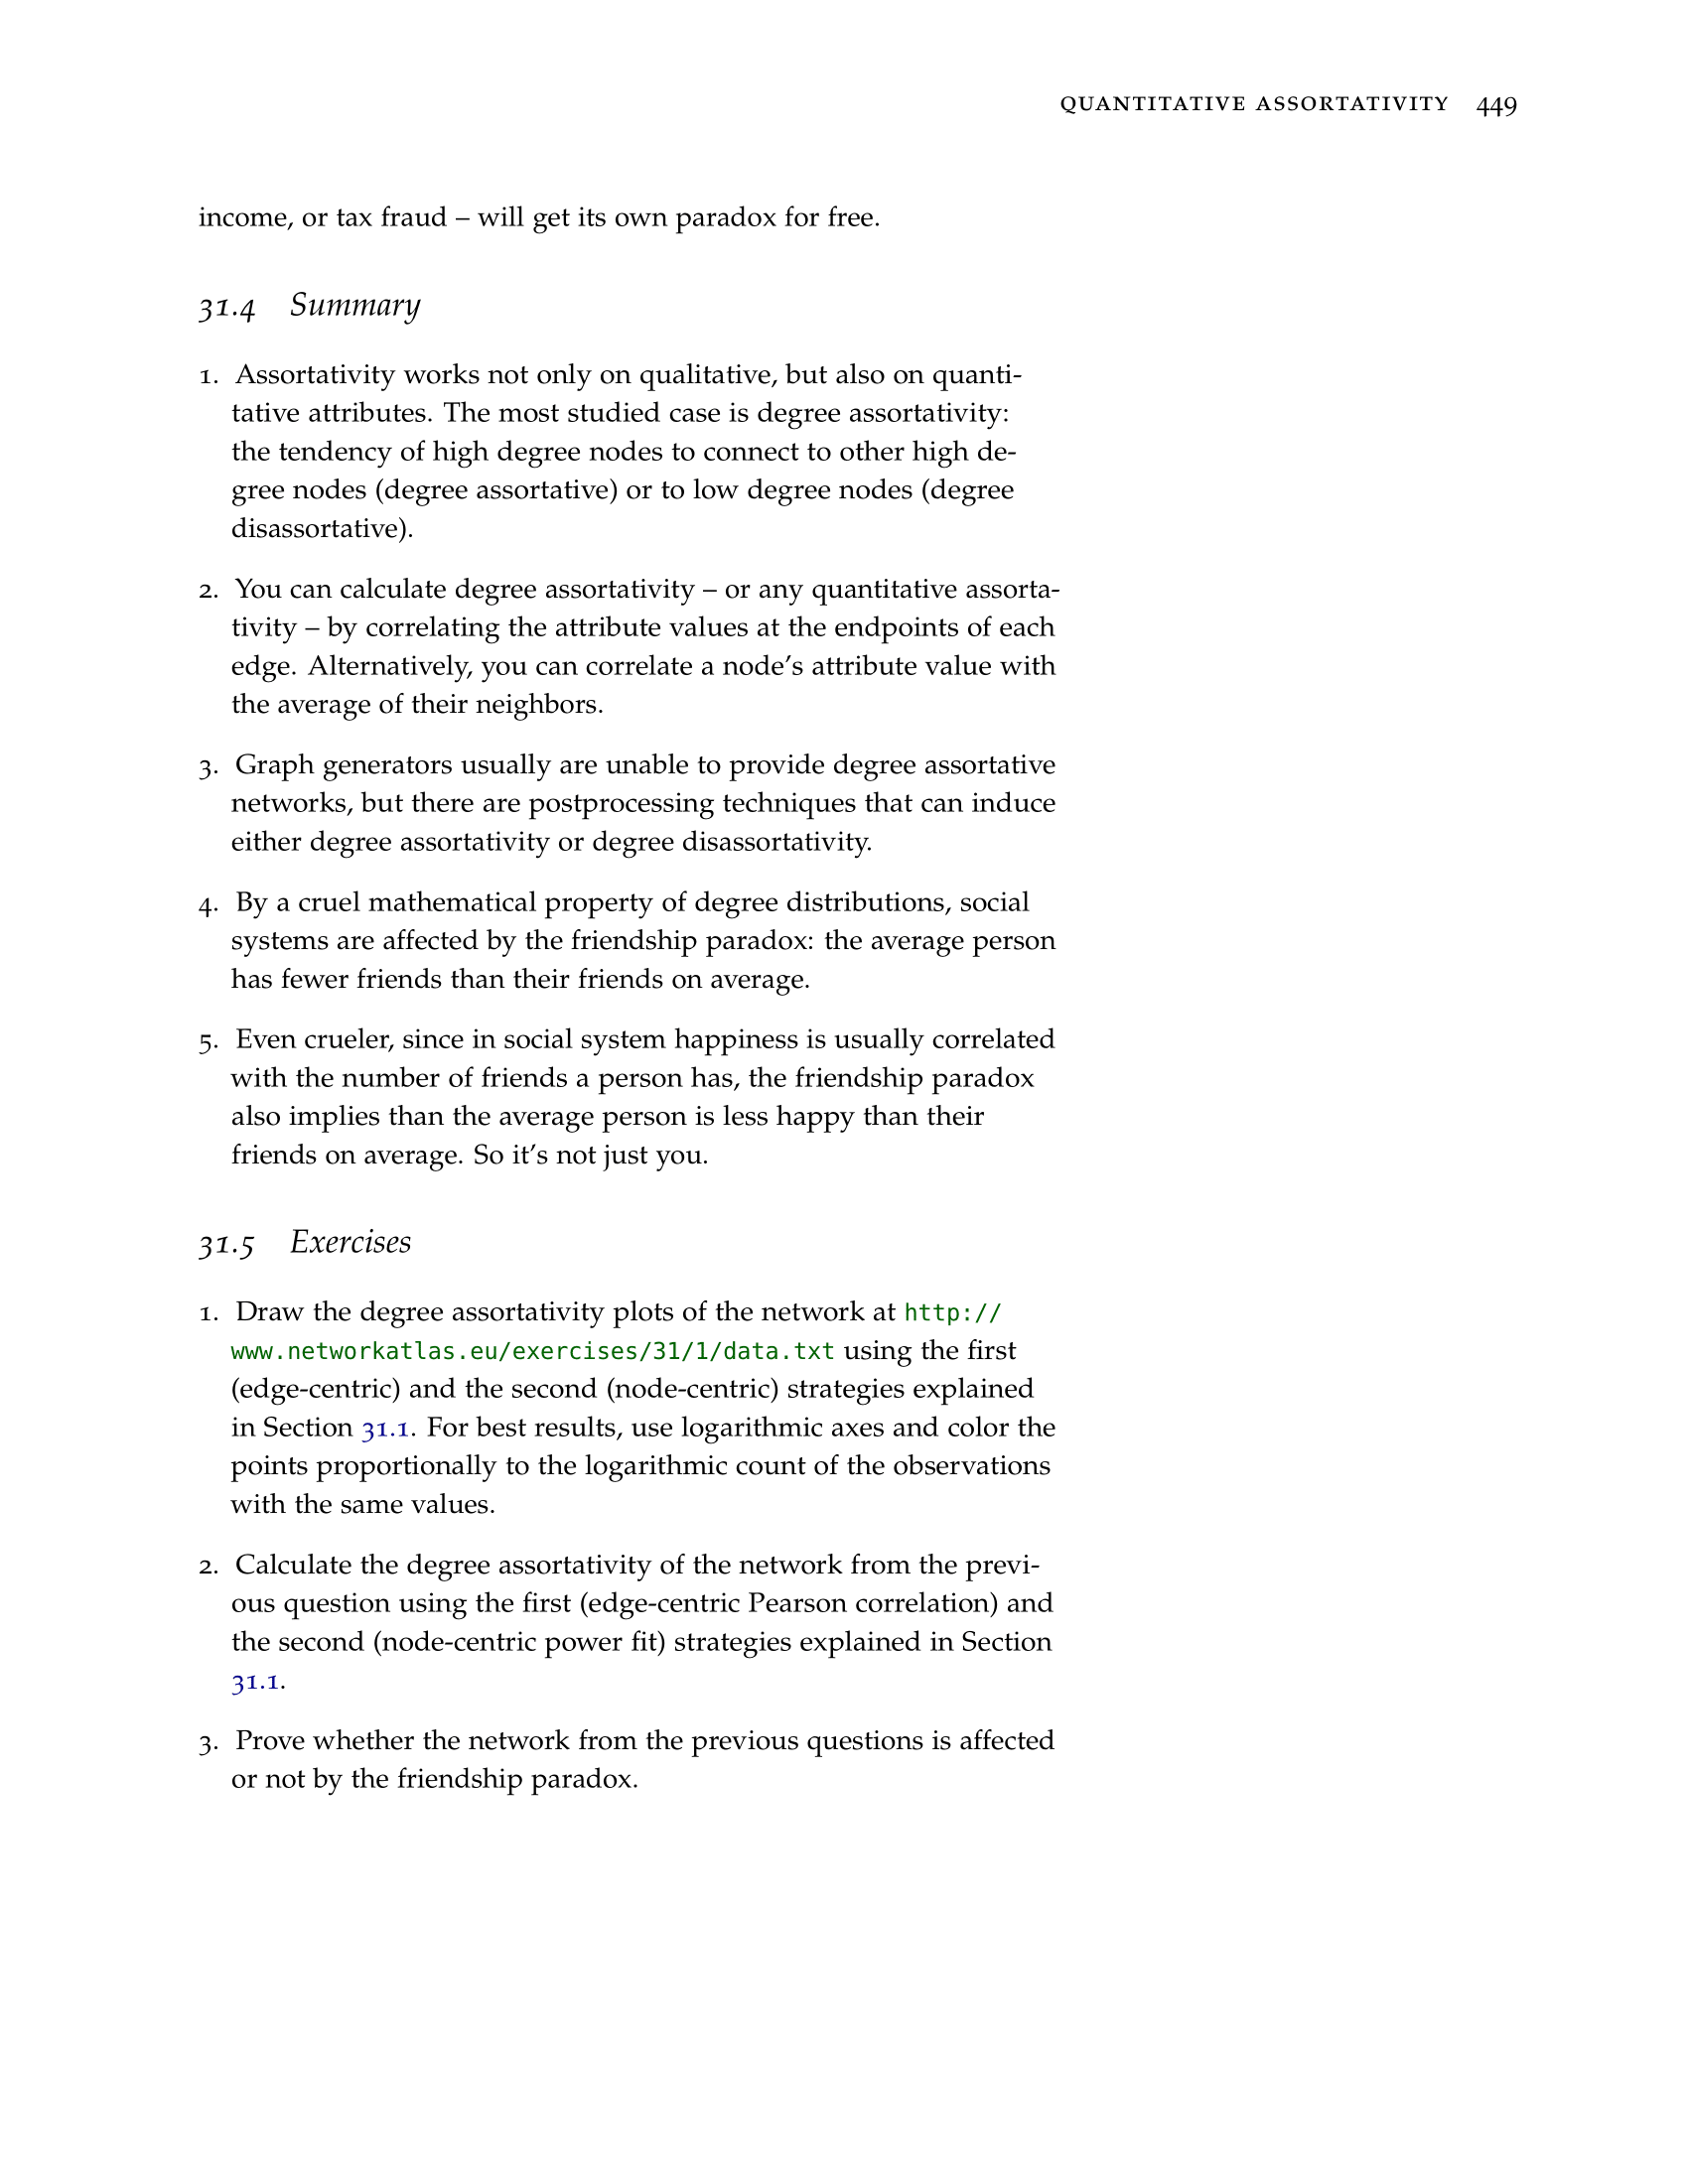 QUANTITATIVE ASSORTATIVITY 449
income, or tax fraud – will get its own paradox for free.
31.4 Summary
1. Assortativity works not only on qualitative, but also on quanti-
tative attributes. The most studied case is degree assortativity:
the tendency of high degree nodes to connect to other high de-
gree nodes (degree assortative) or to low degree nodes (degree
disassortative).
2. You can calculate degree assortativity – or any quantitative assorta-
tivity – by correlating the attribute values at the endpoints of each
edge. Alternatively, you can correlate a node’s attribute value with
the average of their neighbors.
3. Graph generators usually are unable to provide degree assortative
networks, but there are postprocessing techniques that can induce
either degree assortativity or degree disassortativity.
4. By a cruel mathematical property of degree distributions, social
systems are affected by the friendship paradox: the average person
has fewer friends than their friends on average.
5. Even crueler, since in social system happiness is usually correlated
with the number of friends a person has, the friendship paradox
also implies than the average person is less happy than their
friends on average. So it’s not just you.
31.5 Exercises
1. Draw the degree assortativity plots of the network at http://
www.networkatlas.eu/exercises/31/1/data.txt using the first
(edge-centric) and the second (node-centric) strategies explained
in Section 31.1. For best results, use logarithmic axes and color the
points proportionally to the logarithmic count of the observations
with the same values.
2. Calculate the degree assortativity of the network from the previ-
ous question using the first (edge-centric Pearson correlation) and
the second (node-centric power fit) strategies explained in Section
31.1.
3. Prove whether the network from the previous questions is affected
or not by the friendship paradox.